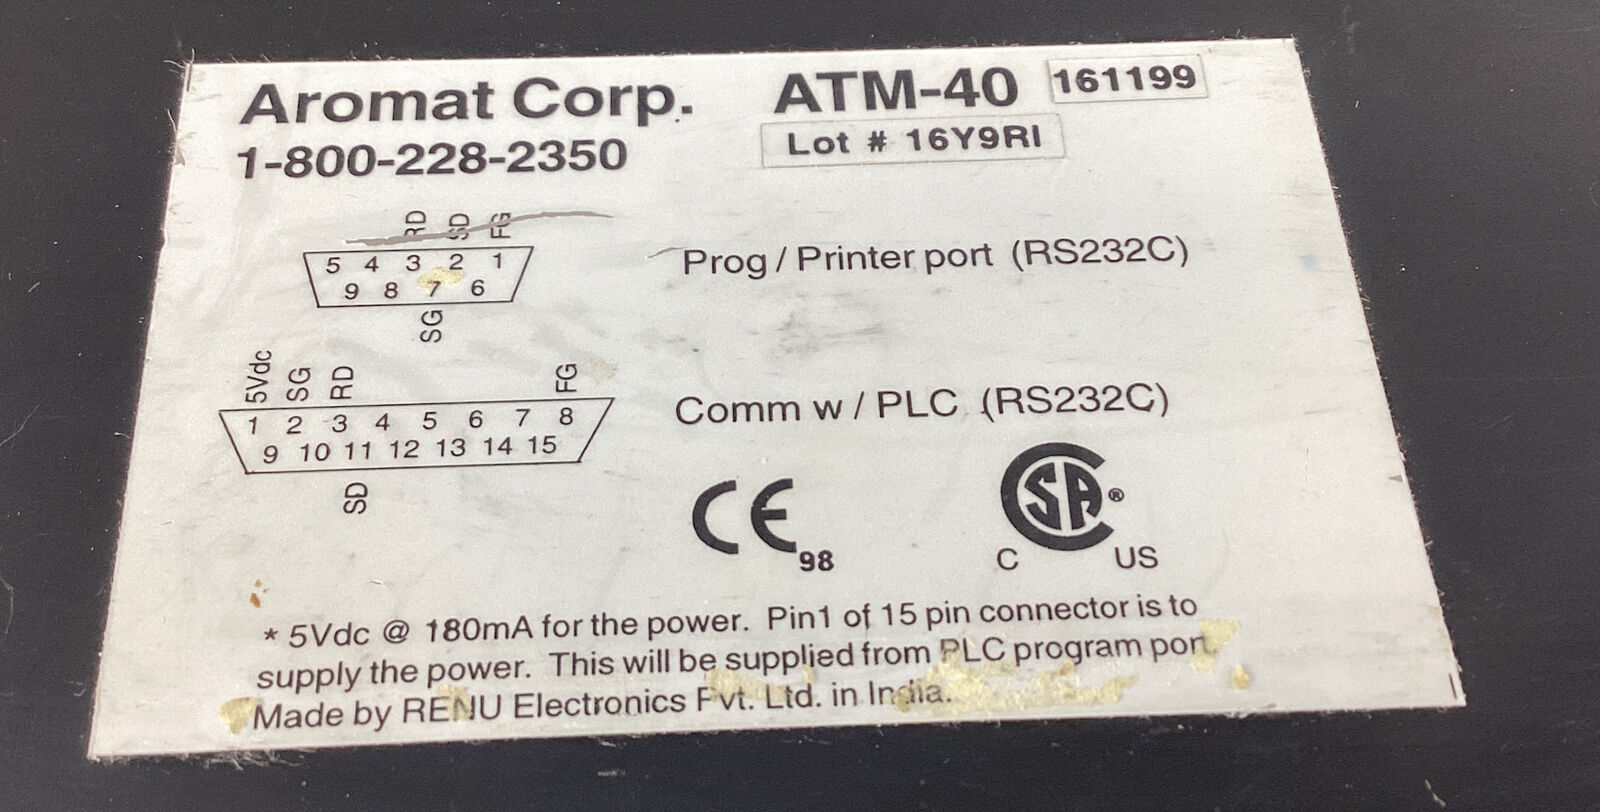 Aromat Corp. ATM-40 161199
1-800-228-2350 Lot # 16Y9RI
RD SD FG
5 4 3 2 1
9 8 7 6
SG
Prog / Printer port (RS232C)
5Vdc SG RD FG
1 2 3 4 5 6 7 8
9 10 11 12 13 14 15
SD
Comm w / PLC (RS232C)
CE 98
CSA ® C US
* 5Vdc @ 180mA for the power. Pin1 of 15 pin connector is to
supply the power. This will be supplied from PLC program port.
Made by RENU Electronics Pvt. Ltd. in India.